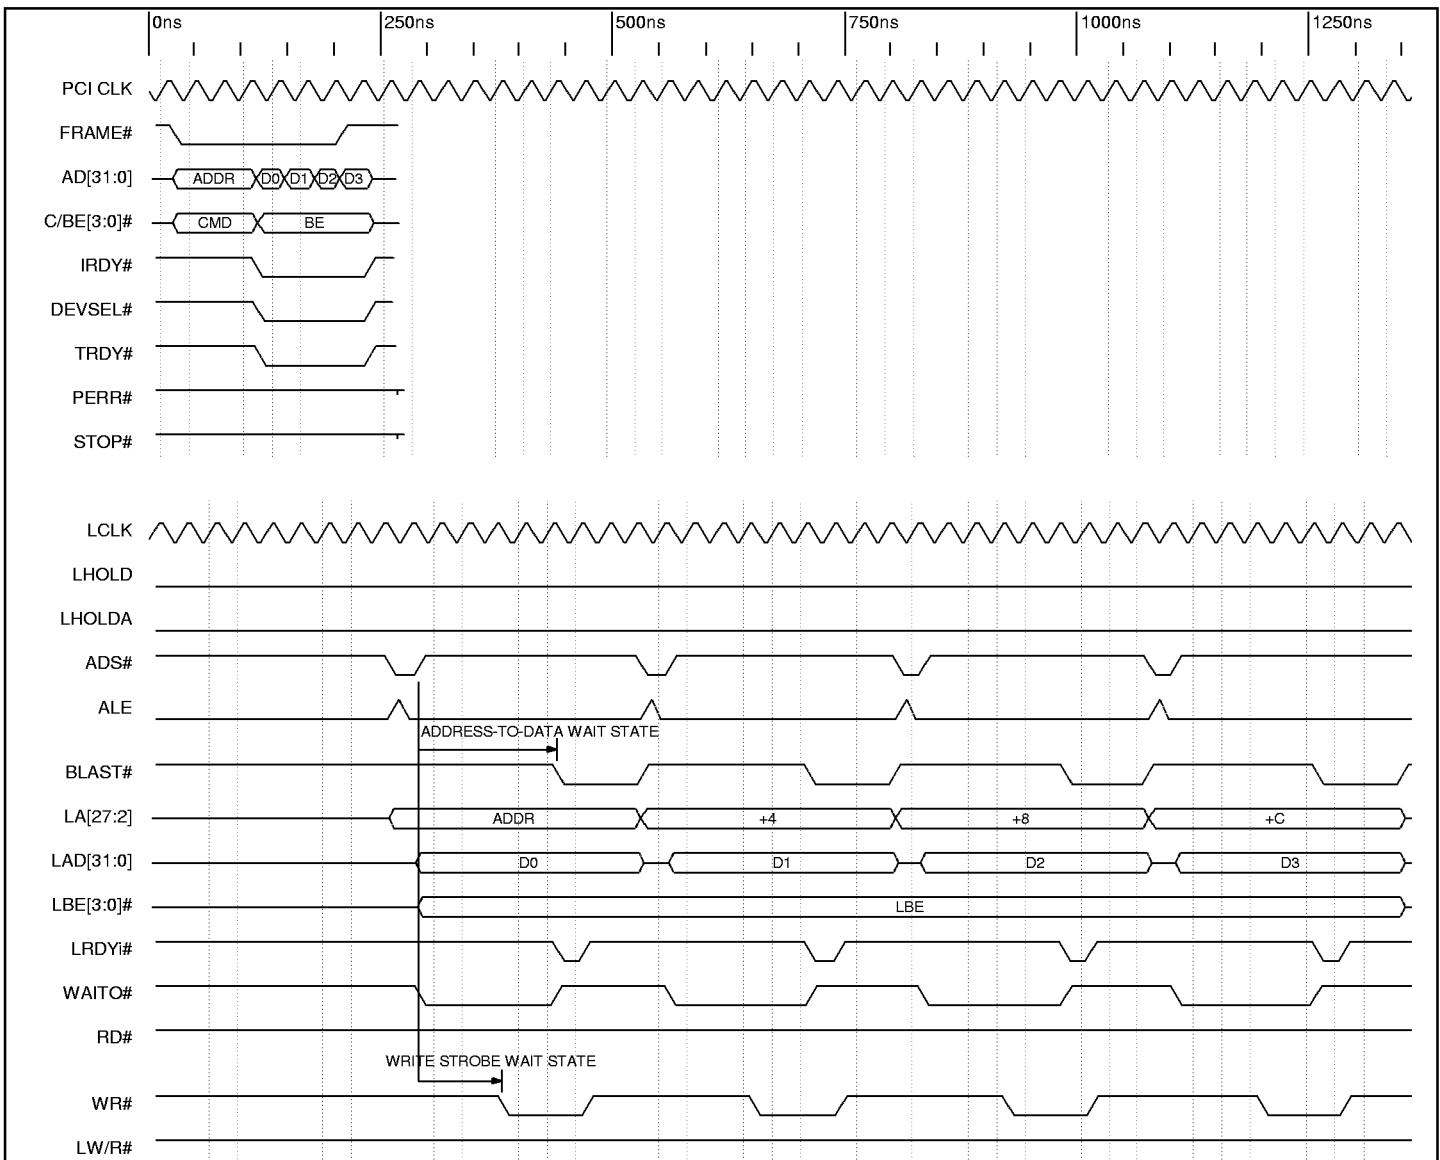 0ns 250ns 500ns 750ns 1000ns 1250ns
PCI CLK
FRAME#
AD[31:0] ADDR D0 D1 D2 D3
C/BE[3:0]# CMD BE
IRDY#
DEVSEL#
TRDY#
PERR#
STOP#
LCLK
LHOLD
LHOLDA
ADS#
ALE
ADDRESS-TO-DATA WAIT STATE
BLAST#
LA[27:2] ADDR +4 +8 +C
LAD[31:0] D0 D1 D2 D3
LBE[3:0]# LBE
LRDYi#
WAITO#
RD#
WRITE STROBE WAIT STATE
WR#
LW/R#